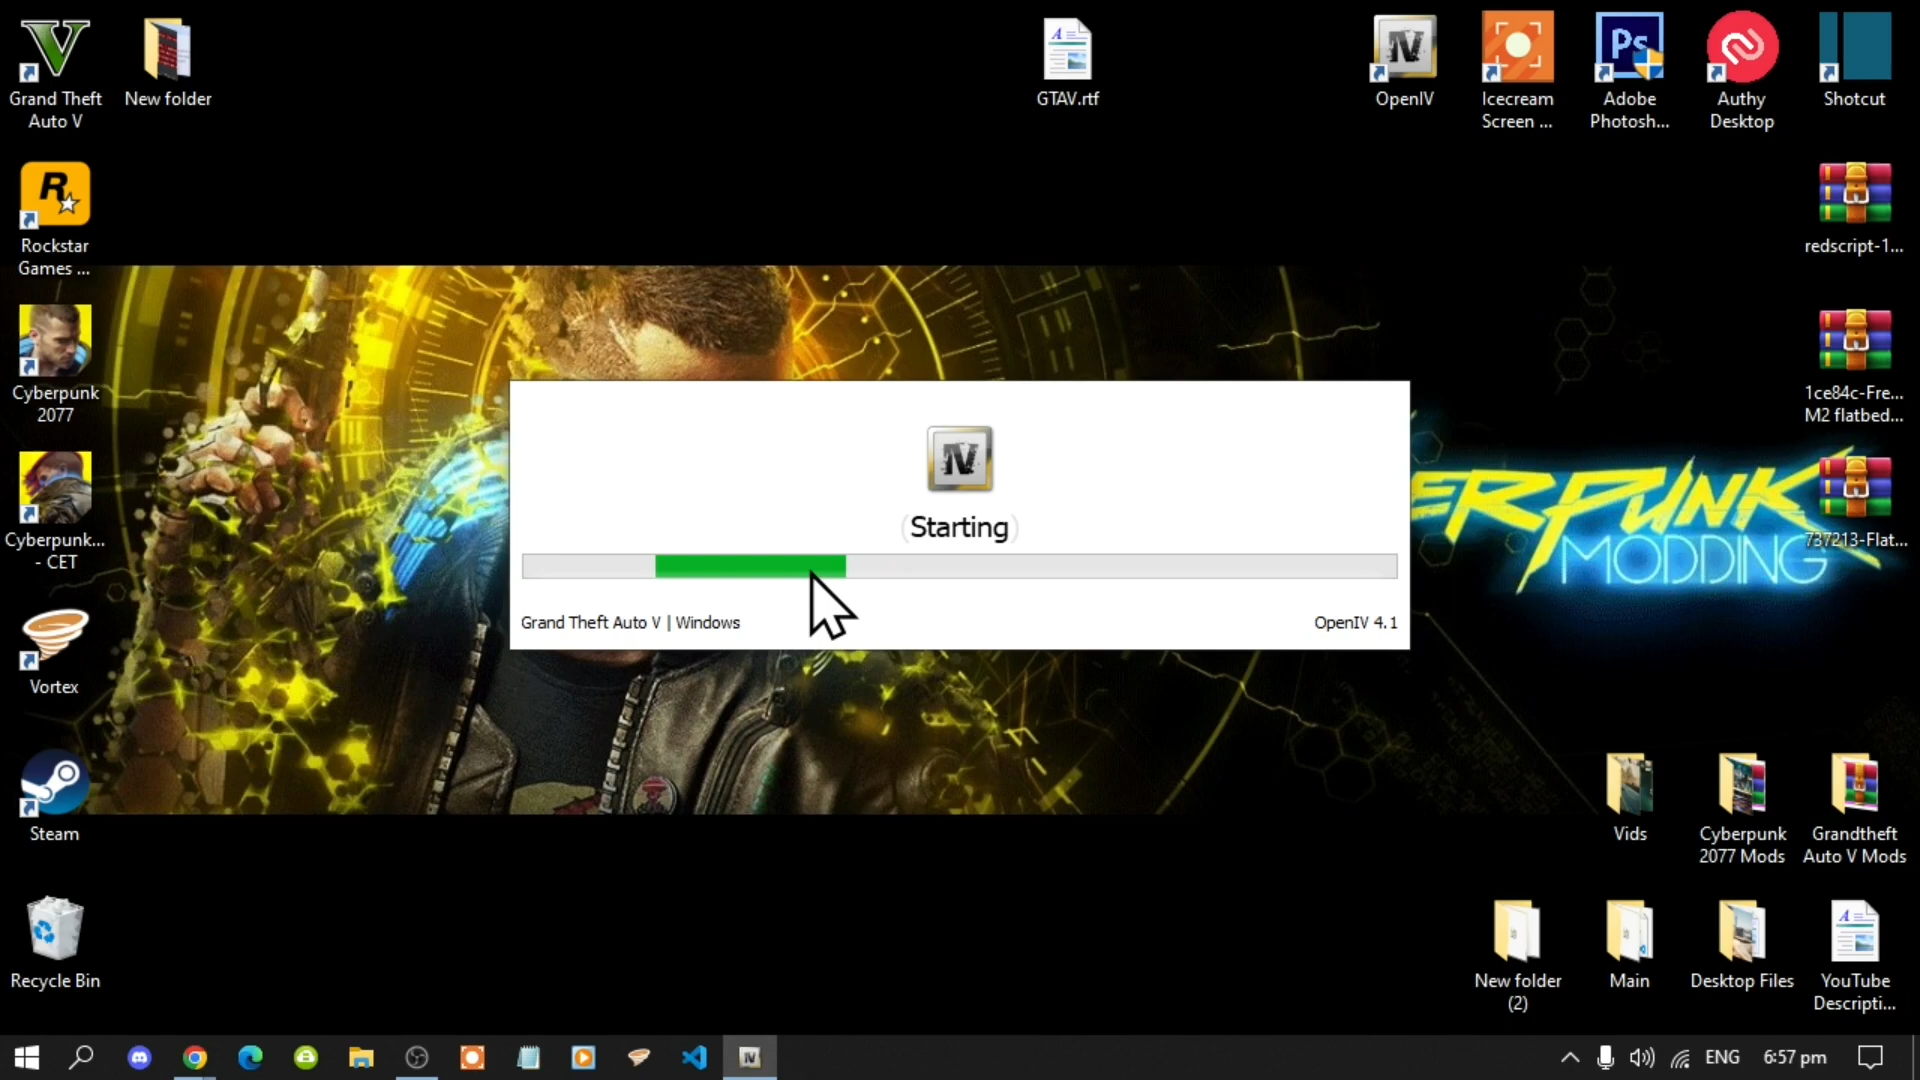 Grand Theft
Auto V
New folder
GTAV.rtf
OpenIV
Icecream
Screen ...
Ps
Adobe
Photosh...
Authy
Desktop
Shotcut
R
Rockstar
Games ...
redscript-1...
Cyberpunk
2077
1ce84c-Fre...
M2 flatbed...
IV
(Starting)
Grand Theft Auto V | Windows
OpenIV 4.1
Cyberpunk...
- CET
737213-Flat...
ERPUNK
MODDING
Vortex
Steam
Vids
Cyberpunk
2077 Mods
Grandtheft
Auto V Mods
Recycle Bin
New folder
(2)
Main
Desktop Files
YouTube
Descripti...
ENG
6:57 pm